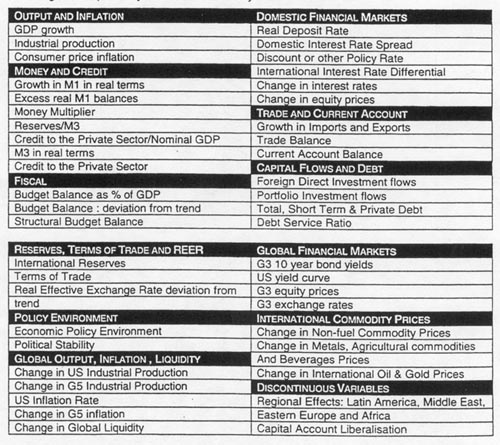 OUTPUT AND INFLATION
GDP growth
Industrial production
Consumer price inflation
MONEY AND CREDIT
Growth in M1 in real terms
Excess real M1 balances
Money Multiplier
Reserves/M3
Credit to the Private Sector/Nominal GDP
M3 in real terms
Credit to the Private Sector
FISCAL
Budget Balance as % of GDP
Budget Balance : deviation from trend
Structural Budget Balance
DOMESTIC FINANCIAL MARKETS
Real Deposit Rate
Domestic Interest Rate Spread
Discount or other Policy Rate
International Interest Rate Differential
Change in interest rates
Change in equity prices
TRADE AND CURRENT ACCOUNT
Growth in Imports and Exports
Trade Balance
Current Account Balance
CAPITAL FLOWS AND DEBT
Foreign Direct Investment flows
Portfolio Investment flows
Total, Short Term & Private Debt
Debt Service Ratio
RESERVES, TERMS OF TRADE AND REER
International Reserves
Terms of Trade
Real Effective Exchange Rate deviation from
trend
POLICY ENVIRONMENT
Economic Policy Environment
Political Stability
GLOBAL OUTPUT, INFLATION , LIQUIDITY
Change in US Industrial Production
Change in G5 Industrial Production
US Inflation Rate
Change in G5 inflation
Change in Global Liquidity
GLOBAL FINANCIAL MARKETS
G3 10 year bond yields
US yield curve
G3 equity prices
G3 exchange rates
INTERNATIONAL COMMODITY PRICES
Change in Non-fuel Commodity Prices
Change in Metals, Agricultural commodities
And Beverages Prices
Change in International Oil & Gold Prices
DISCONTINUOUS VARIABLES
Regional Effects: Latin America, Middle East,
Eastern Europe and Africa
Capital Account Liberalisation